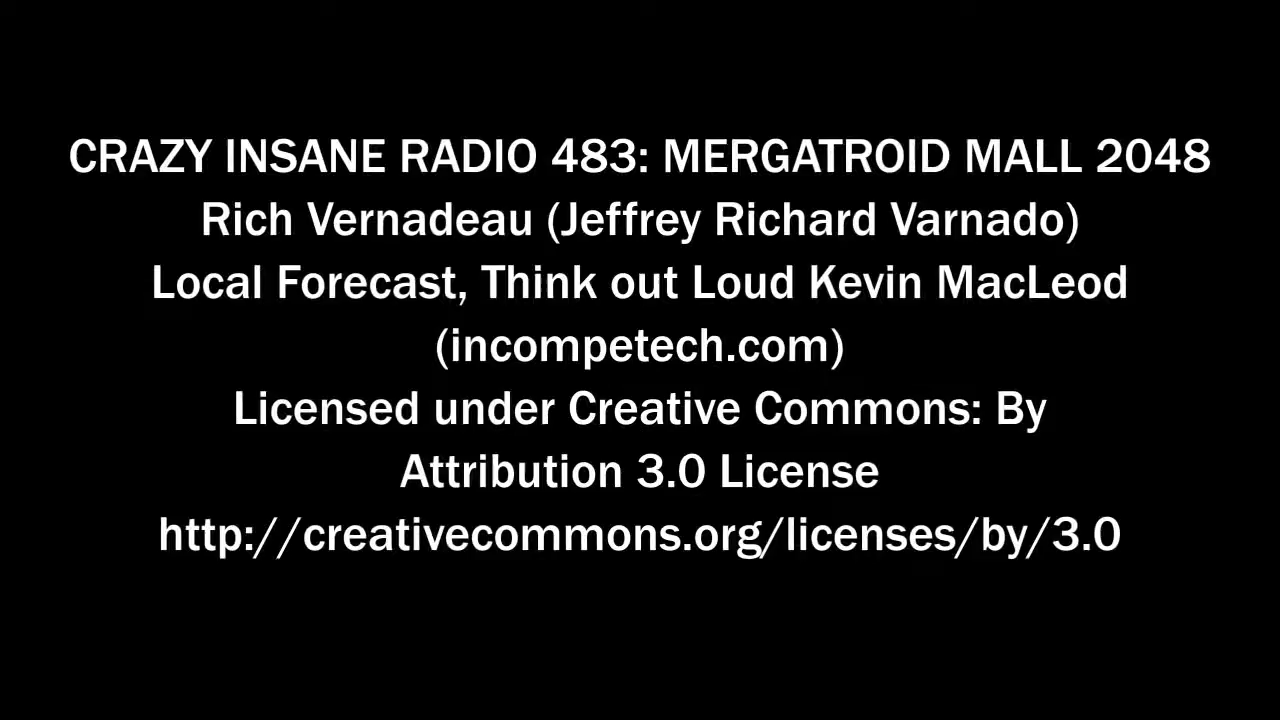 CRAZY INSANE RADIO 483: MERGATROID MALL 2048
Rich Vernadeau (Jeffrey Richard Varnado)
Local Forecast, Think out Loud Kevin MacLeod
(incompetech.com)
Licensed under Creative Commons: By
Attribution 3.0 License
http://creativecommons.org/licenses/by/3.0